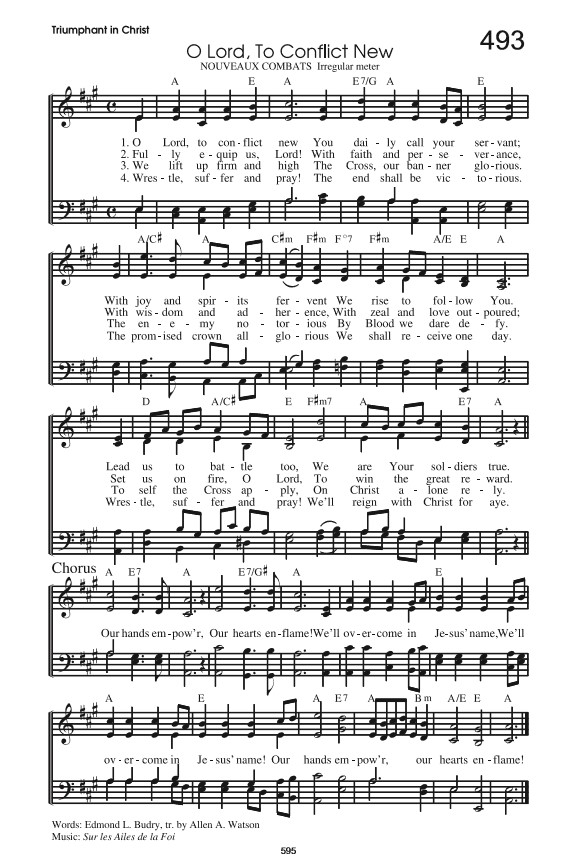 Triumphant in Christ
493
O Lord, To Conflict New
NOUVEAUX COMBATS Irregular meter
A E A E7/G A E
1. O Lord, to con - flict new You dai - ly call your ser - vant;
2. Ful - ly e - quip us, Lord! With faith and per - se - ver - ance,
3. We lift up firm and high The Cross, our ban - ner glo - rious.
4. Wres - tle, suf - fer and pray! The end shall be vic - to - rious.
A/C♯ A C♯m F♯m F°7 F♯m A/E E A
With joy and spir - its fer - vent We rise to fol - low You.
With wis - dom and ad - her - ence, With zeal and love out - poured;
The en - e - my no - tor - ious By Blood we dare de - fy.
The prom - ised crown all - glo - rious We shall re - ceive one day.
D A/C♯ E F♯m7 A E7 A
Lead us to bat - tle too, We are Your sol - diers true.
Set us on fire, O Lord, To win the great re - ward.
To self the Cross ap - ply, On Christ a - lone re - ly.
Wres - tle, suf - fer and pray! We'll reign with Christ for aye.
Chorus
A E7 A E7/G♯ A E A
Our hands em - pow'r, Our hearts en - flame! We'll ov - er - come in Je - sus' name, We'll
A E A E7 A Bm A/E E A
ov - er - come in Je - sus' name! Our hands em - pow'r, our hearts en - flame!
Words: Edmond L. Budry, tr. by Allen A. Watson
Music: Sur les Ailes de la Foi
595